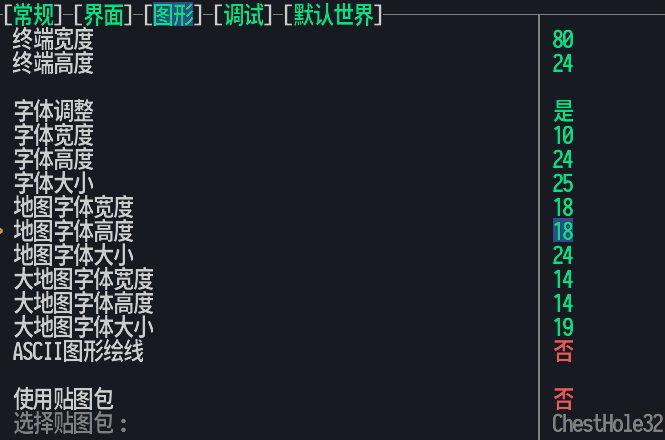 [常规] [界面] [图形] [调试] [默认世界]
终端宽度 80
终端高度 24
字体调整 是
字体宽度 10
字体高度 24
字体大小 25
地图字体宽度 18
地图字体高度 18
地图字体大小 24
大地图字体宽度 14
大地图字体高度 14
大地图字体大小 19
ASCII图形绘线 否
使用贴图包 否
选择贴图包: ChestHole32